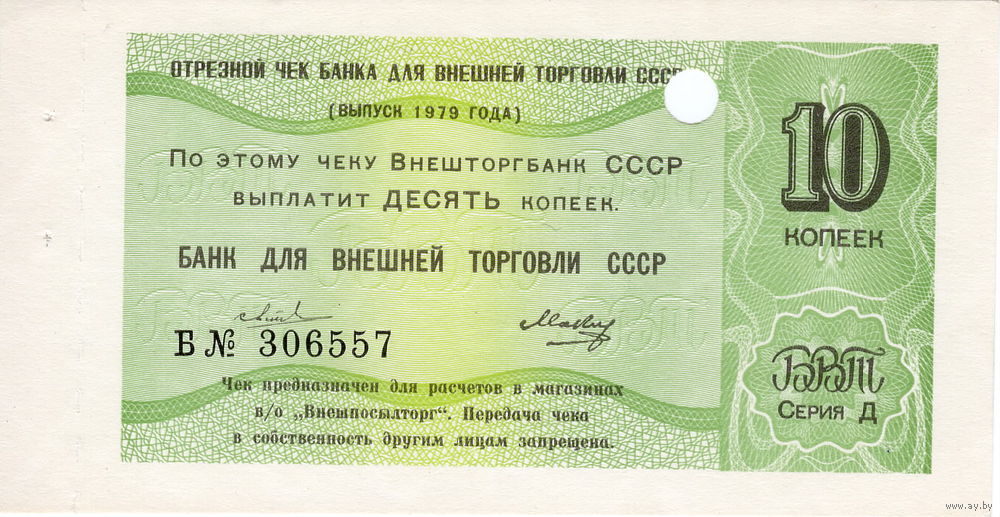 ОТРЕЗНОЙ ЧЕК БАНКА ДЛЯ ВНЕШНЕЙ ТОРГОВЛИ СССР
(ВЫПУСК 1979 ГОДА)
ПО ЭТОМУ ЧЕКУ ВНЕШТОРГБАНК СССР
ВЫПЛАТИТ ДЕСЯТЬ КОПЕЕК.
БАНК ДЛЯ ВНЕШНЕЙ ТОРГОВЛИ СССР
Б № 306557
Чек предназначен для расчетов в магазинах
в/о „Внешпосылторг“. Передача чека
в собственность другим лицам запрещена.
10
КОПЕЕК
БВТ
СЕРИЯ Д
www.ay.by